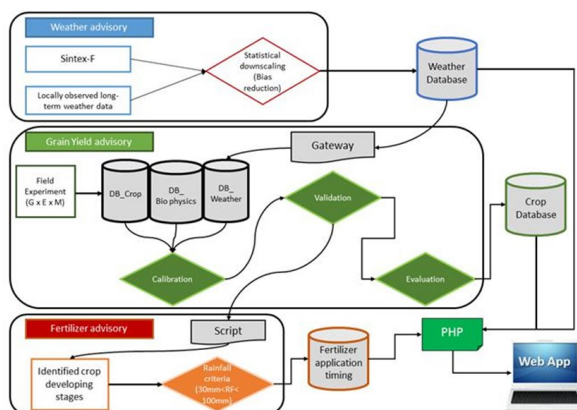 Weather advisory
Sintex-F
Locally observed long-
term weather data
Statistical
downscaling
(Bias
reduction)
Weather
Database
Grain Yield advisory
Gateway
Field
Experiment
(G x E x M)
DB_Crop
DB_
Bio physics
DB_
Weather
Validation
Crop
Database
Calibration
Evaluation
Fertilizer advisory
Script
Identified crop
developing
stages
Rainfall
criteria
(30mm<RF<
100mm)
Fertilizer
application
timing
PHP
Web App